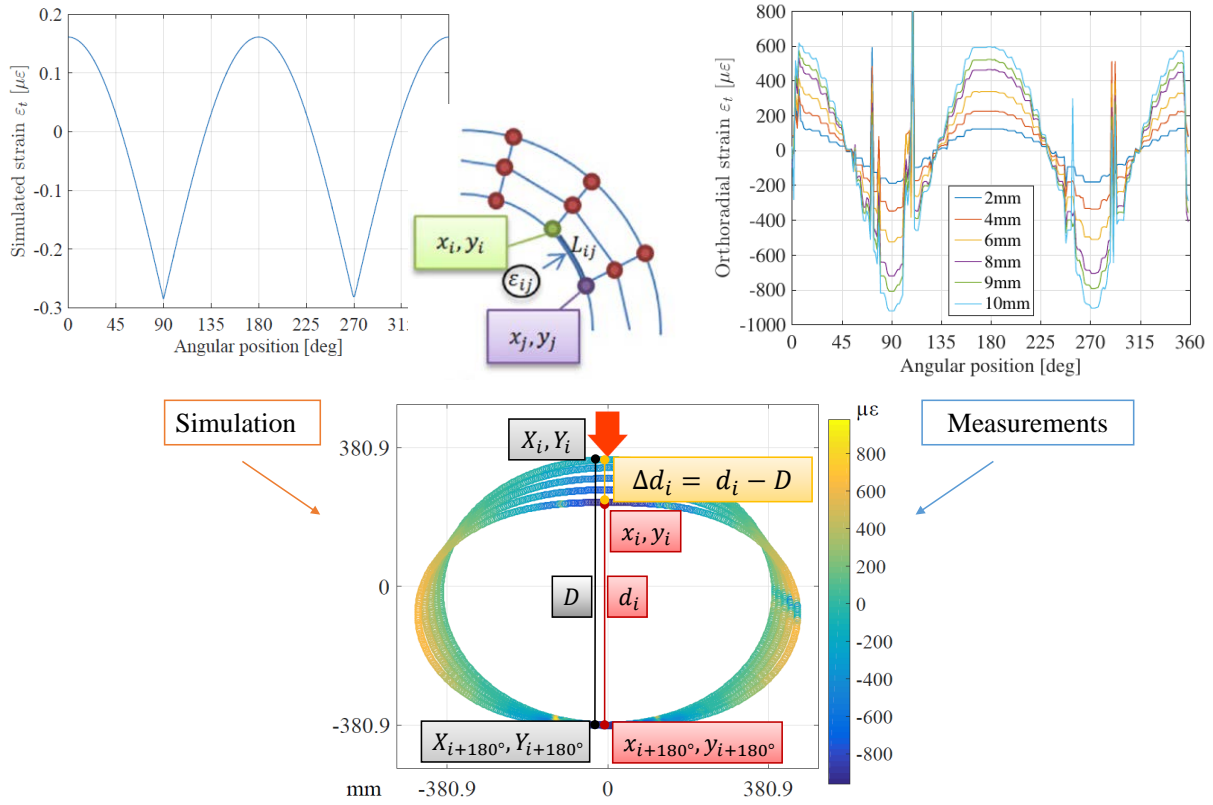 Simulated strain εₜ [με]
0.2
0.1
0
-0.1
-0.2
-0.3
0 45 90 135 180 225 270 31
Angular position [deg]
xᵢ, yᵢ
Lᵢⱼ
εᵢⱼ
xⱼ, yⱼ
Orthoradial strain εₜ [με]
800
600
400
200
0
-200
-400
-600
-800
-1000
2mm
4mm
6mm
8mm
9mm
10mm
0 45 90 135 180 225 270 315 360
Angular position [deg]
Simulation
Measurements
380.9
0
-380.9
Xᵢ, Yᵢ
Δdᵢ = dᵢ − D
xᵢ, yᵢ
D
dᵢ
Xᵢ₊₁₈₀°, Yᵢ₊₁₈₀°
xᵢ₊₁₈₀°, yᵢ₊₁₈₀°
mm -380.9 0 380.9
με
800
600
400
200
0
-200
-400
-600
-800